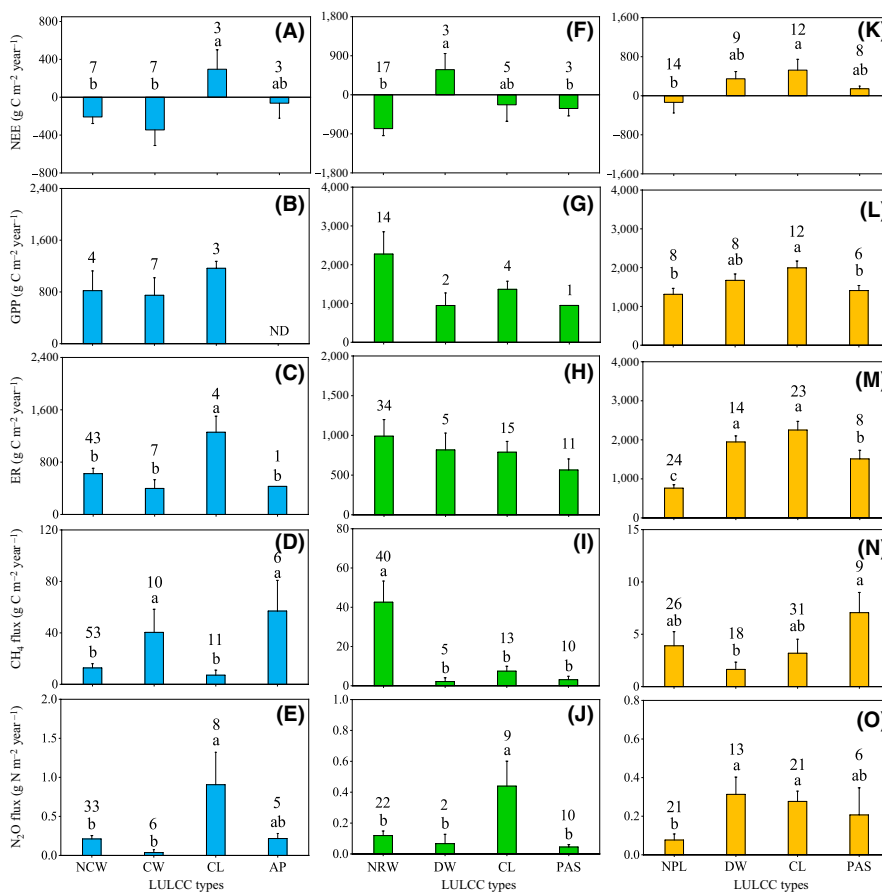 (A)
NEE (g C m⁻² year⁻¹)
800
400
0
−400
−800
7
b
7
b
3
a
3
ab
(F)
1,800
900
0
−900
−1,800
17
b
3
a
5
ab
3
b
(K)
1,600
800
0
−800
−1,600
14
b
9
ab
12
a
8
ab
(B)
GPP (g C m⁻² year⁻¹)
2,400
1,600
800
0
4
7
3
ND
(G)
4,000
3,000
2,000
1,000
0
14
2
4
1
(L)
4,000
3,000
2,000
1,000
0
8
b
8
ab
12
a
6
b
(C)
ER (g C m⁻² year⁻¹)
2,400
1,600
800
0
43
b
7
b
4
a
1
b
(H)
2,000
1,500
1,000
500
0
34
5
15
11
(M)
4,000
3,000
2,000
1,000
0
24
c
14
a
23
a
8
b
(D)
CH₄ flux (g C m⁻² year⁻¹)
120
80
40
0
53
b
10
a
11
b
6
a
(I)
80
60
40
20
0
40
a
5
b
13
b
10
b
(N)
15
10
5
0
26
ab
18
b
31
ab
9
a
(E)
N₂O flux (g N m⁻² year⁻¹)
2.0
1.5
1.0
0.5
0.0
33
b
6
b
8
a
5
ab
NCW CW CL AP
LULCC types
(J)
1.0
0.8
0.6
0.4
0.2
0.0
22
b
2
b
9
a
10
b
NRW DW CL PAS
LULCC types
(O)
0.8
0.6
0.4
0.2
0.0
21
b
13
a
21
a
6
ab
NPL DW CL PAS
LULCC types